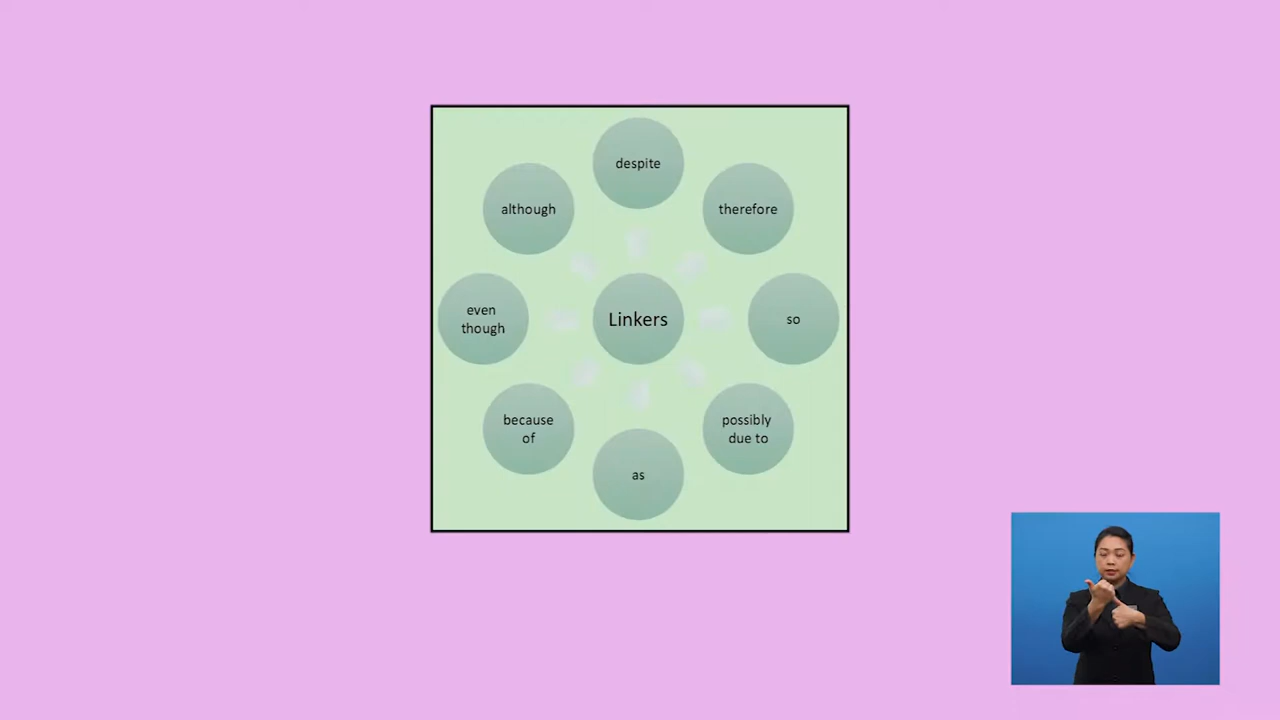 despite
although
therefore
even
though
Linkers
so
because
of
possibly
due to
as